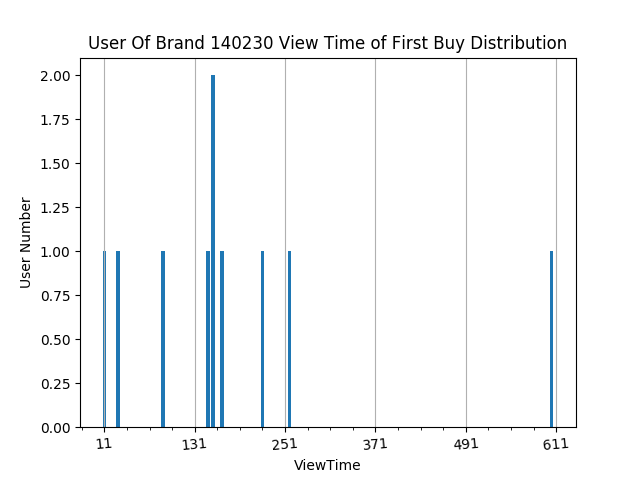 User Of Brand 140230 View Time of First Buy Distribution
2.00
1.75
1.50
1.25
1.00
0.75
0.50
0.25
0.00
User Number
11 131 251 371 491 611
ViewTime